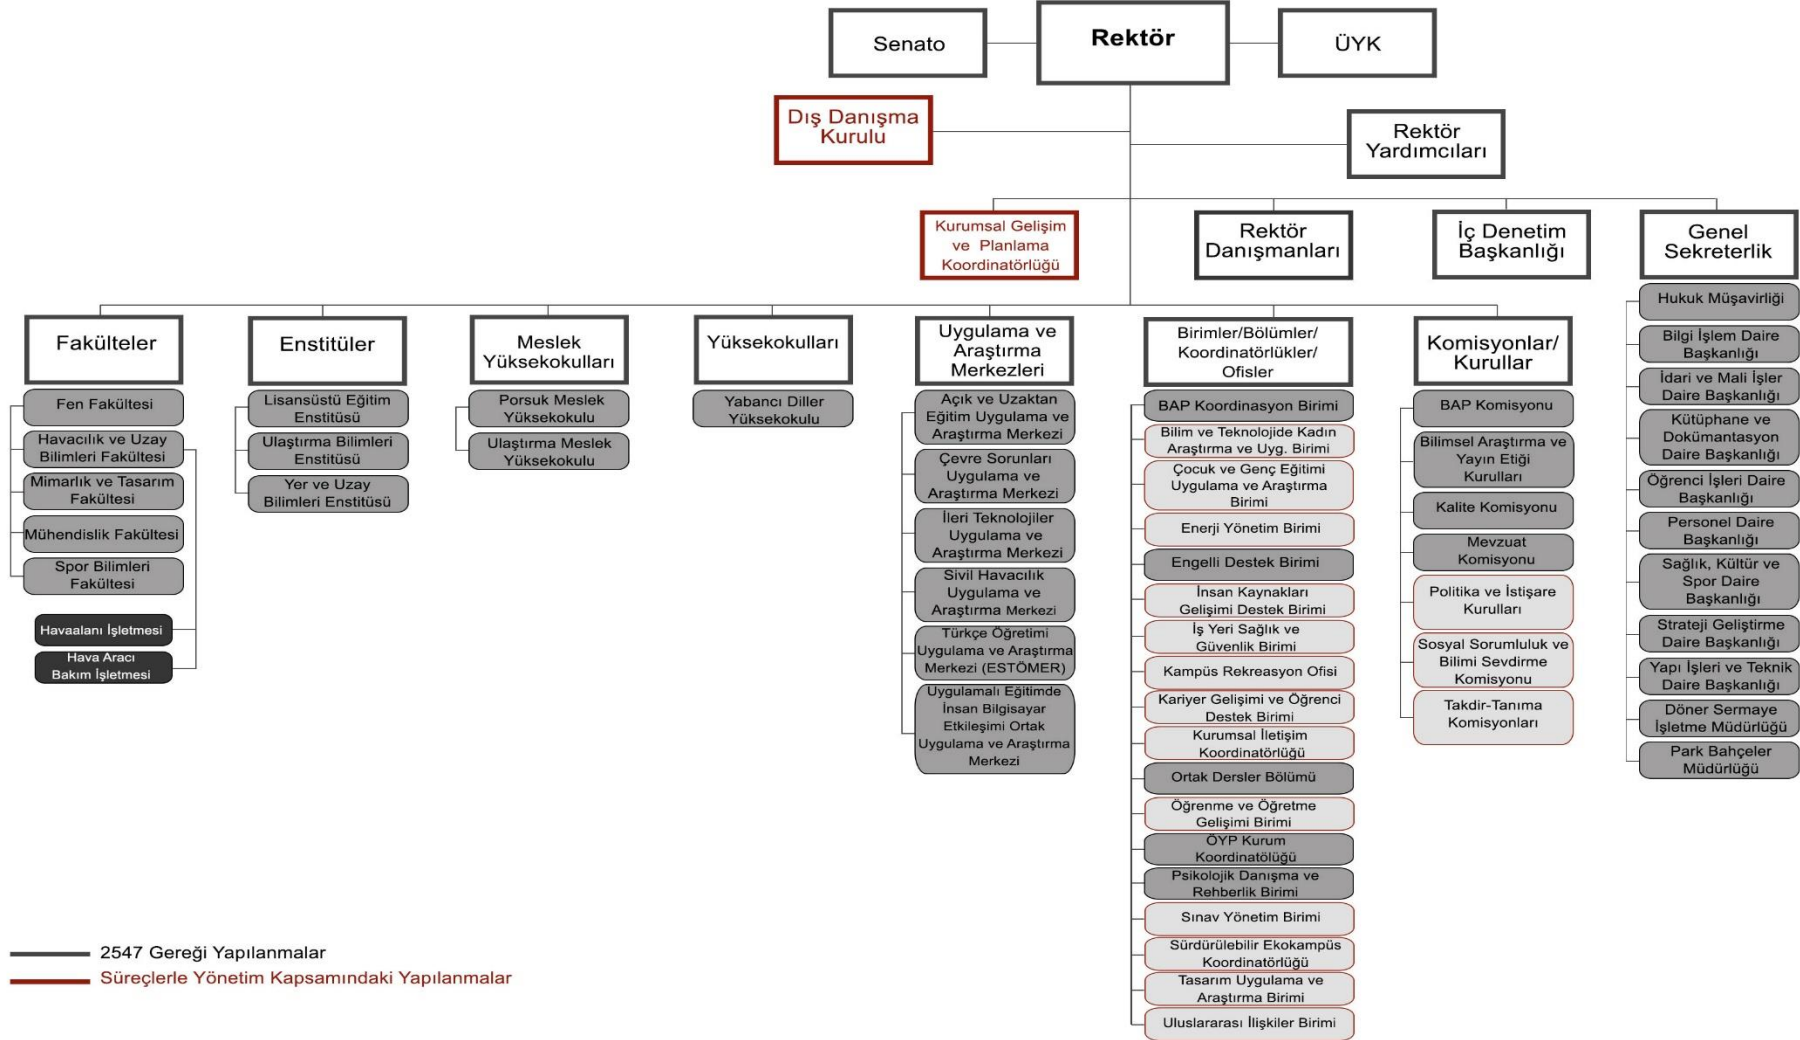 Senato
Rektör
ÜYK
Dış Danışma
Kurulu
Rektör
Yardımcıları
Kurumsal Gelişim
ve Planlama
Koordinatörlüğü
Rektör
Danışmanları
İç Denetim
Başkanlığı
Genel
Sekreterlik
Hukuk Müşavirliği
Bilgi İşlem Daire
Başkanlığı
İdari ve Mali İşler
Daire Başkanlığı
Kütüphane ve
Dokümantasyon
Daire Başkanlığı
Öğrenci İşleri Daire
Başkanlığı
Personel Daire
Başkanlığı
Sağlık, Kültür ve
Spor Daire
Başkanlığı
Strateji Geliştirme
Daire Başkanlığı
Yapı İşleri ve Teknik
Daire Başkanlığı
Döner Sermaye
İşletme Müdürlüğü
Park Bahçeler
Müdürlüğü
Fakülteler
Fen Fakültesi
Havacılık ve Uzay
Bilimleri Fakültesi
Mimarlık ve Tasarım
Fakültesi
Mühendislik Fakültesi
Spor Bilimleri
Fakültesi
Havaalanı İşletmesi
Hava Aracı
Bakım İşletmesi
Enstitüler
Lisansüstü Eğitim
Enstitüsü
Ulaştırma Bilimleri
Enstitüsü
Yer ve Uzay
Bilimleri Enstitüsü
Meslek
Yüksekokulları
Porsuk Meslek
Yüksekokulu
Ulaştırma Meslek
Yüksekokulu
Yüksekokulları
Yabancı Diller
Yüksekokulu
Uygulama ve
Araştırma
Merkezleri
Açık ve Uzaktan
Eğitim Uygulama ve
Araştırma Merkezi
Çevre Sorunları
Uygulama ve
Araştırma Merkezi
İleri Teknolojiler
Uygulama ve
Araştırma Merkezi
Sivil Havacılık
Uygulama ve
Araştırma Merkezi
Türkçe Öğretimi
Uygulama ve Araştırma
Merkezi (ESTÖMER)
Uygulamalı Eğitimde
İnsan Bilgisayar
Etkileşimi Ortak
Uygulama ve Araştırma
Merkezi
Birimler/Bölümler/
Koordinatörlükler/
Ofisler
BAP Koordinasyon Birimi
Bilim ve Teknolojide Kadın
Araştırma ve Uyg. Birimi
Çocuk ve Genç Eğitimi
Uygulama ve Araştırma
Birimi
Enerji Yönetim Birimi
Engelli Destek Birimi
İnsan Kaynakları
Gelişimi Destek Birimi
İş Yeri Sağlık ve
Güvenlik Birimi
Kampüs Rekreasyon Ofisi
Kariyer Gelişimi ve Öğrenci
Destek Birimi
Kurumsal İletişim
Koordinatörlüğü
Ortak Dersler Bölümü
Öğrenme ve Öğretme
Gelişimi Birimi
ÖYP Kurum
Koordinatölüğü
Psikolojik Danışma ve
Rehberlik Birimi
Sınav Yönetim Birimi
Sürdürülebilir Ekokampüs
Koordinatörlüğü
Tasarım Uygulama ve
Araştırma Birimi
Uluslararası İlişkiler Birimi
Komisyonlar/
Kurullar
BAP Komisyonu
Bilimsel Araştırma ve
Yayın Etiği
Kurulları
Kalite Komisyonu
Mevzuat
Komisyonu
Politika ve İstişare
Kurulları
Sosyal Sorumluluk ve
Bilimi Sevdirme
Komisyonu
Takdir-Tanıma
Komisyonları
2547 Gereği Yapılanmalar
Süreçlerle Yönetim Kapsamındaki Yapılanmalar